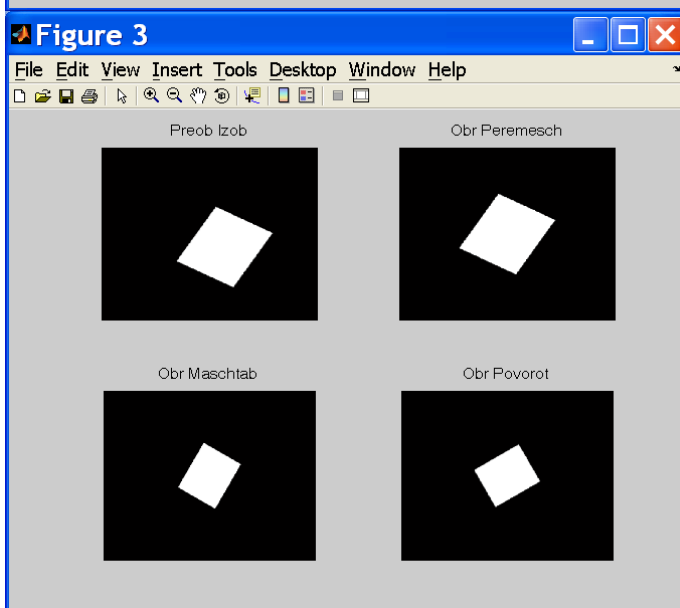 Figure 3
File Edit View Insert Tools Desktop Window Help
Preob Izob Obr Peremesch
Obr Maschtab Obr Povorot